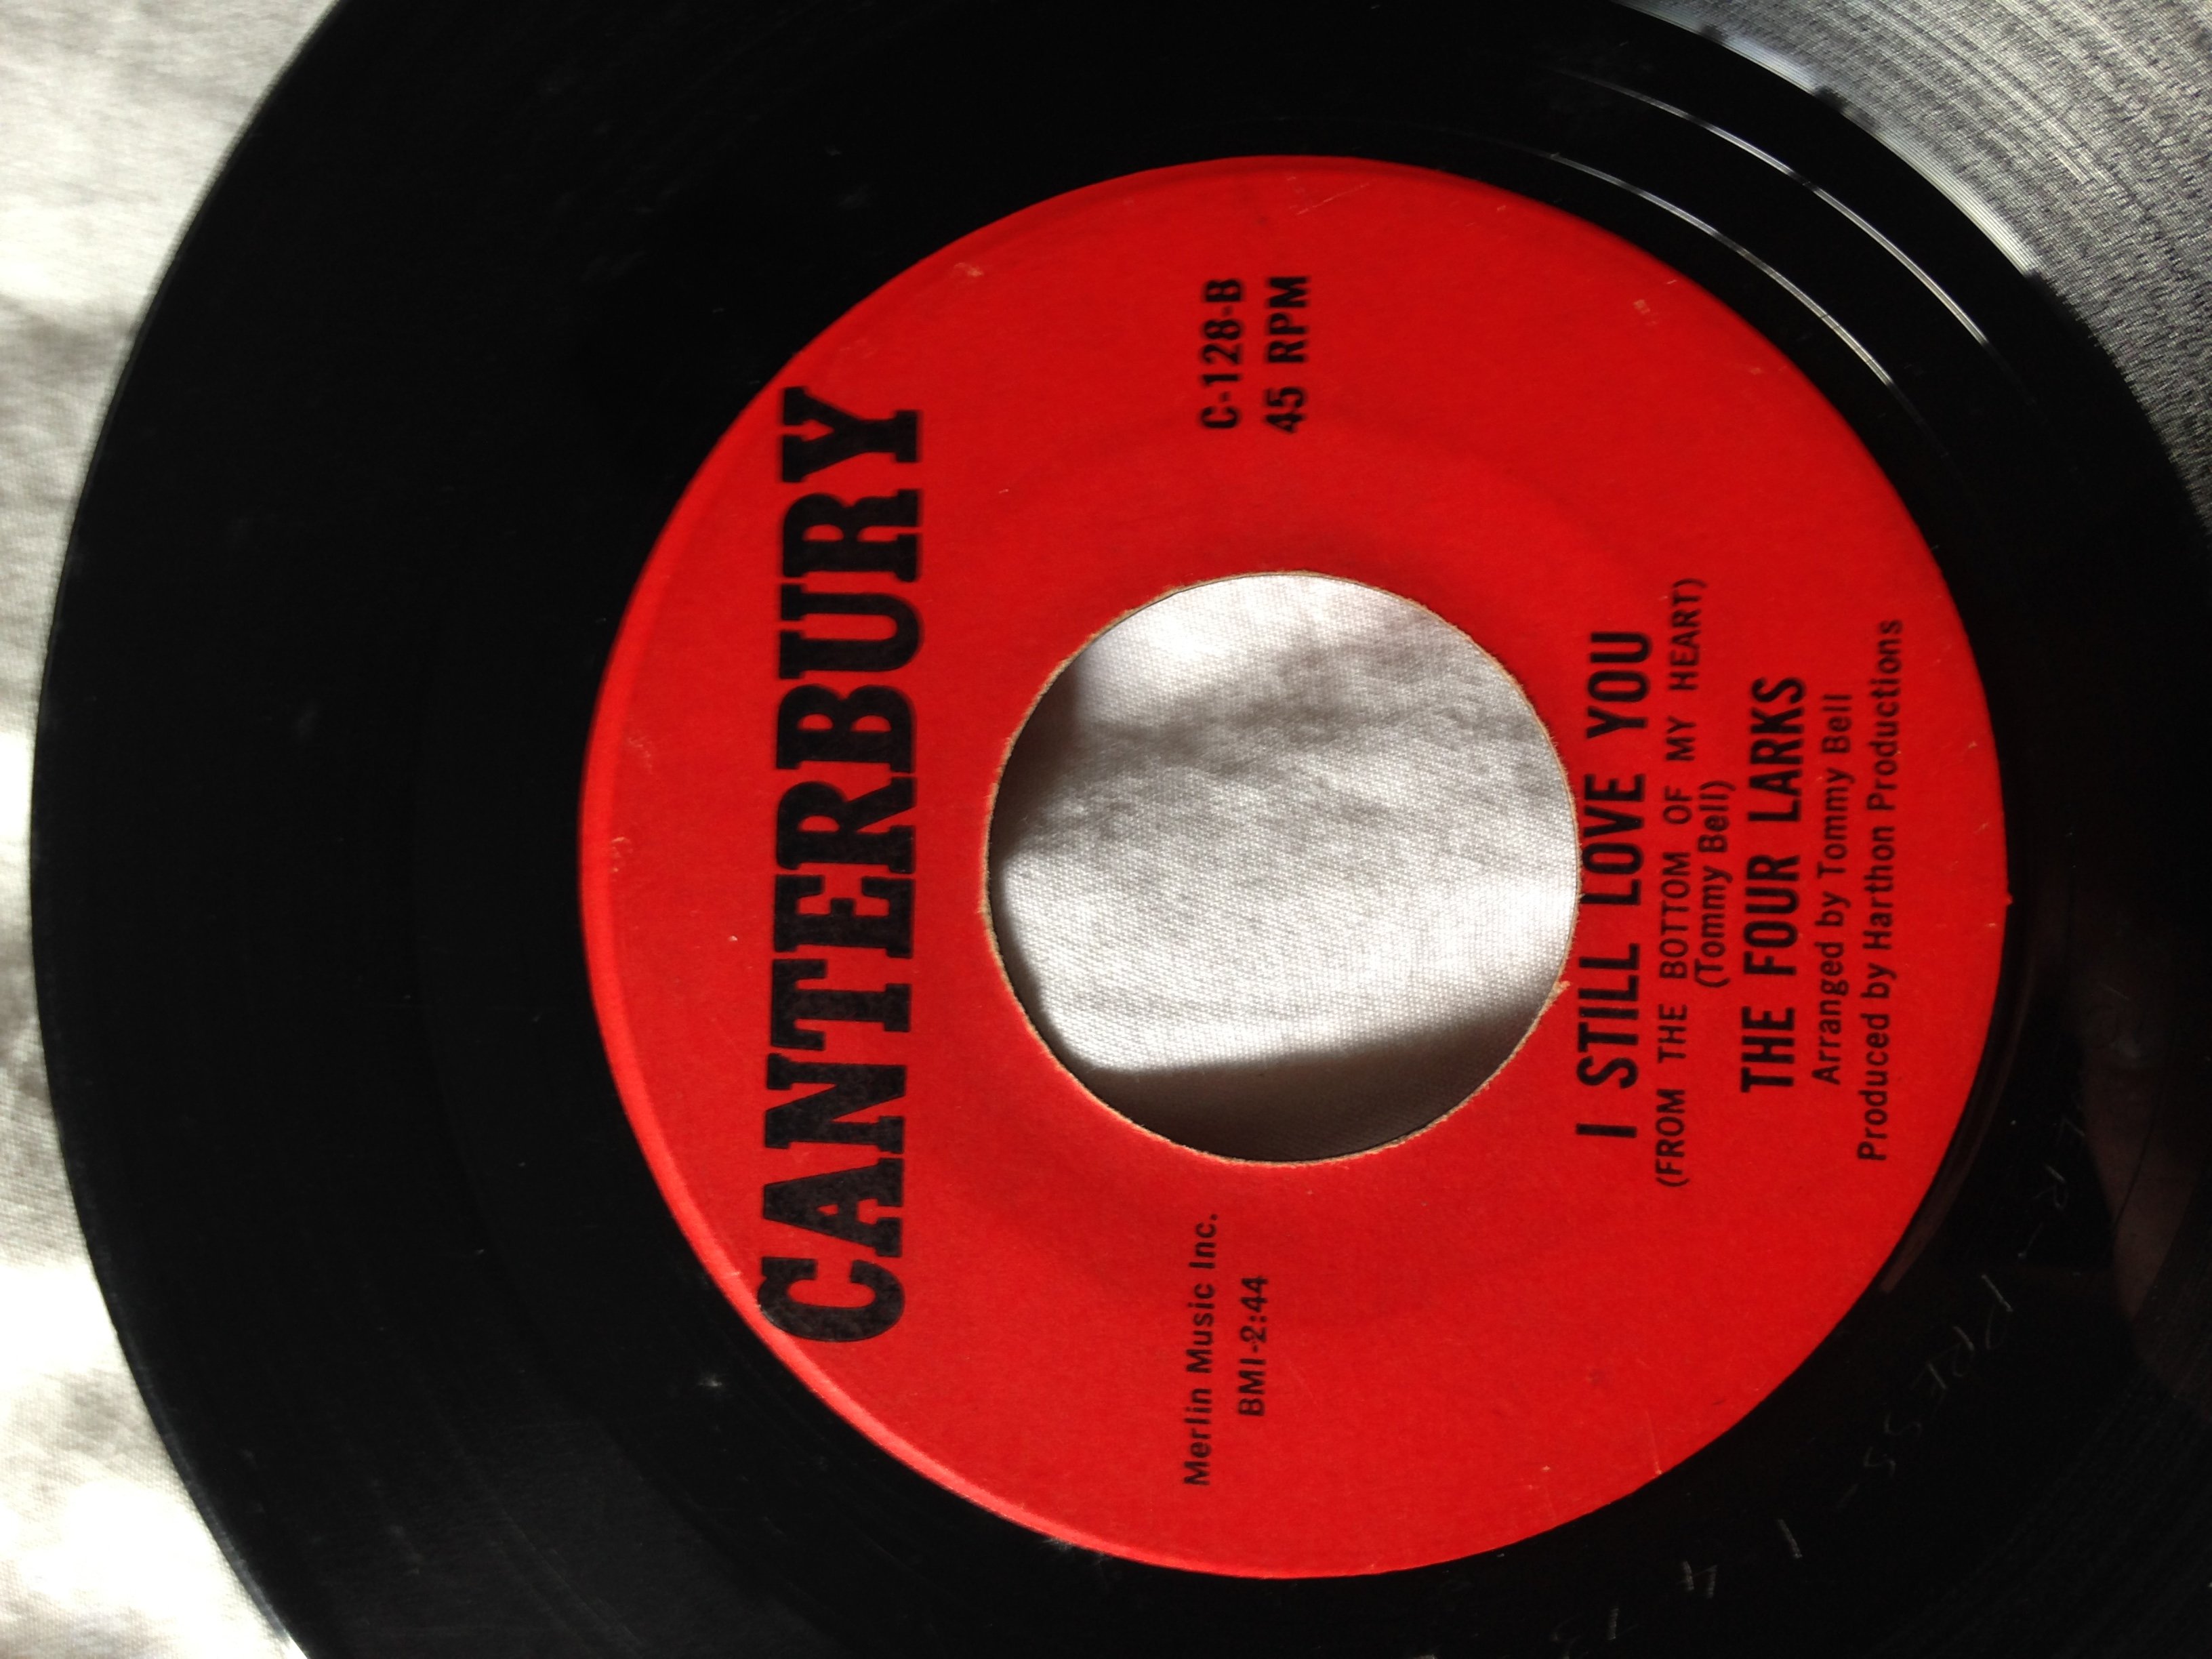 CANTERBURY
Merlin Music Inc.
BMI-2:44
C-128-B
45 RPM
I STILL LOVE YOU
(FROM THE BOTTOM OF MY HEART)
(Tommy Bell)
THE FOUR LARKS
Arranged by Tommy Bell
Produced by Harthon Productions